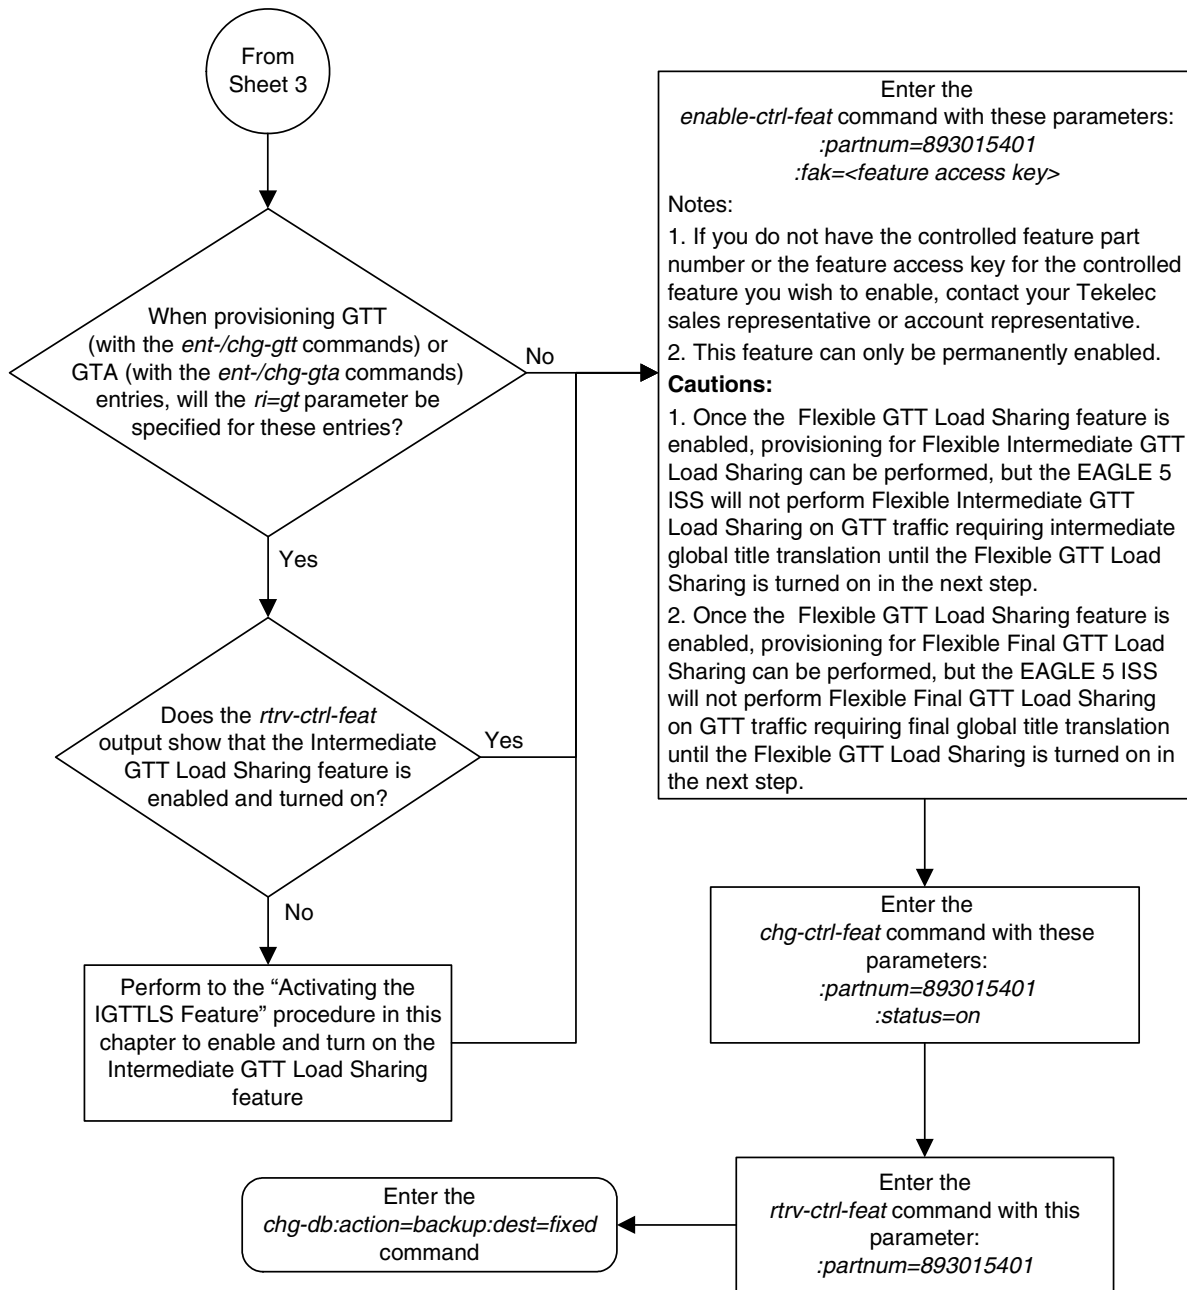 From
Sheet 3
When provisioning GTT
(with the ent-/chg-gtt commands) or
GTA (with the ent-/chg-gta commands)
entries, will the ri=gt parameter be
specified for these entries?
No
Yes
Does the rtrv-ctrl-feat
output show that the Intermediate
GTT Load Sharing feature is
enabled and turned on?
Yes
No
Perform to the “Activating the
IGTTLS Feature” procedure in this
chapter to enable and turn on the
Intermediate GTT Load Sharing
feature
Enter the
enable-ctrl-feat command with these parameters:
:partnum=893015401
:fak=<feature access key>
Notes:
1. If you do not have the controlled feature part
number or the feature access key for the controlled
feature you wish to enable, contact your Tekelec
sales representative or account representative.
2. This feature can only be permanently enabled.
Cautions:
1. Once the Flexible GTT Load Sharing feature is
enabled, provisioning for Flexible Intermediate GTT
Load Sharing can be performed, but the EAGLE 5
ISS will not perform Flexible Intermediate GTT
Load Sharing on GTT traffic requiring intermediate
global title translation until the Flexible GTT Load
Sharing is turned on in the next step.
2. Once the Flexible GTT Load Sharing feature is
enabled, provisioning for Flexible Final GTT Load
Sharing can be performed, but the EAGLE 5 ISS
will not perform Flexible Final GTT Load Sharing
on GTT traffic requiring final global title translation
until the Flexible GTT Load Sharing is turned on in
the next step.
Enter the
chg-ctrl-feat command with these
parameters:
:partnum=893015401
:status=on
Enter the
rtrv-ctrl-feat command with this
parameter:
:partnum=893015401
Enter the
chg-db:action=backup:dest=fixed
command